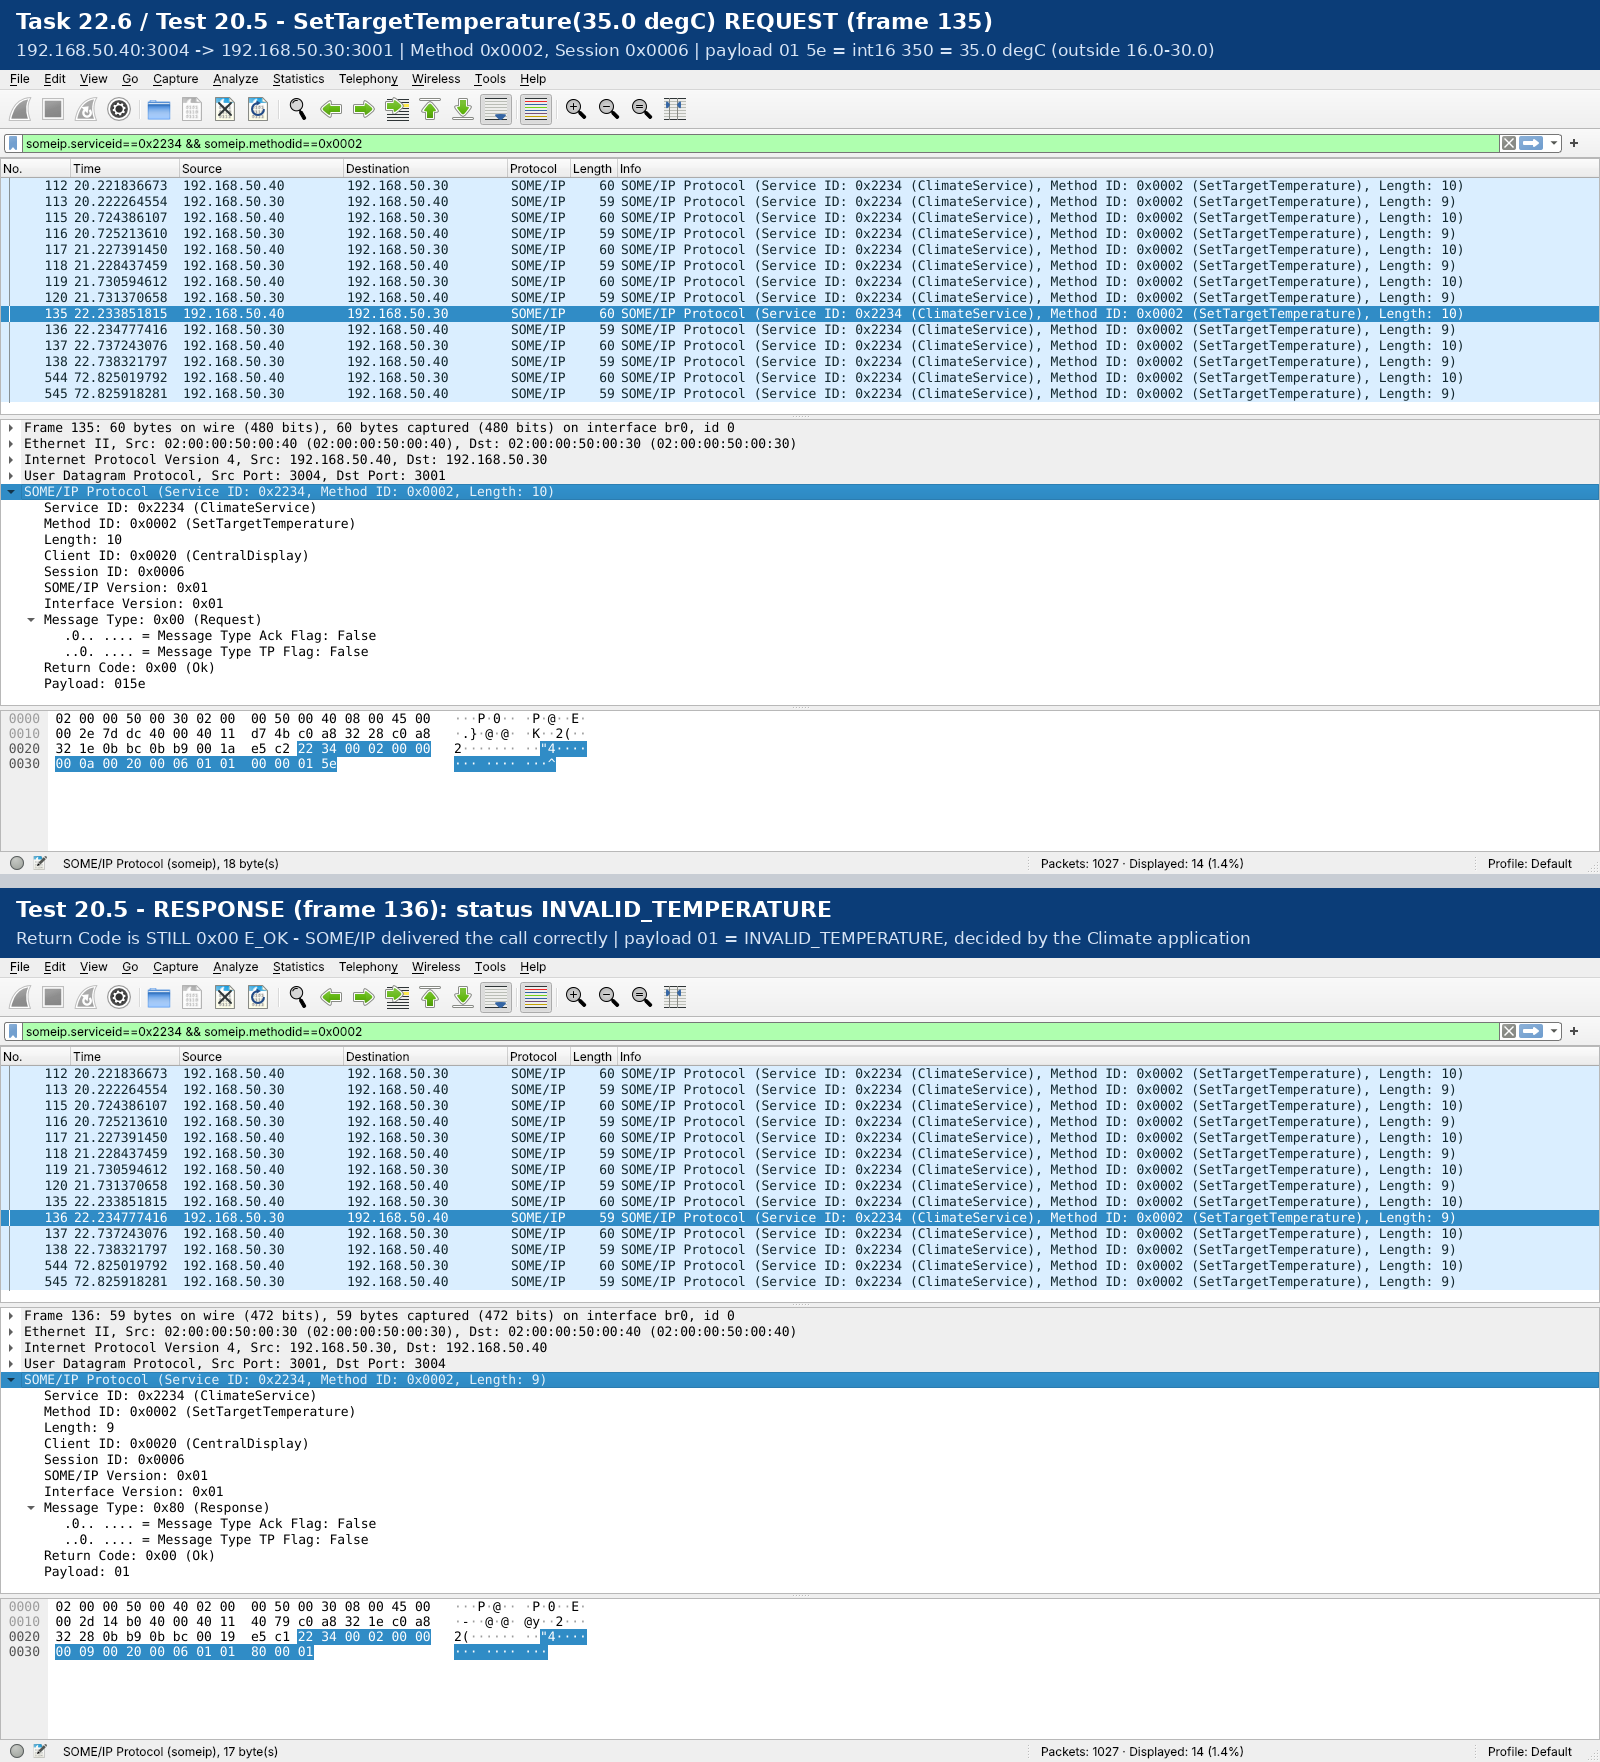 Task 22.6 / Test 20.5 - SetTargetTemperature(35.0 degC) REQUEST (frame 135)
192.168.50.40:3004 -> 192.168.50.30:3001 | Method 0x0002, Session 0x0006 | payload 01 5e = int16 350 = 35.0 degC (outside 16.0-30.0)
File Edit View Go Capture Analyze Statistics Telephony Wireless Tools Help
someip.serviceid==0x2234 && someip.methodid==0x0002
No. Time Source Destination Protocol Length Info
112 20.221836673 192.168.50.40 192.168.50.30 SOME/IP 60 SOME/IP Protocol (Service ID: 0x2234 (ClimateService), Method ID: 0x0002 (SetTargetTemperature), Length: 10)
113 20.222264554 192.168.50.30 192.168.50.40 SOME/IP 59 SOME/IP Protocol (Service ID: 0x2234 (ClimateService), Method ID: 0x0002 (SetTargetTemperature), Length: 9)
115 20.724386107 192.168.50.40 192.168.50.30 SOME/IP 60 SOME/IP Protocol (Service ID: 0x2234 (ClimateService), Method ID: 0x0002 (SetTargetTemperature), Length: 10)
116 20.725213610 192.168.50.30 192.168.50.40 SOME/IP 59 SOME/IP Protocol (Service ID: 0x2234 (ClimateService), Method ID: 0x0002 (SetTargetTemperature), Length: 9)
117 21.227391450 192.168.50.40 192.168.50.30 SOME/IP 60 SOME/IP Protocol (Service ID: 0x2234 (ClimateService), Method ID: 0x0002 (SetTargetTemperature), Length: 10)
118 21.228437459 192.168.50.30 192.168.50.40 SOME/IP 59 SOME/IP Protocol (Service ID: 0x2234 (ClimateService), Method ID: 0x0002 (SetTargetTemperature), Length: 9)
119 21.730594612 192.168.50.40 192.168.50.30 SOME/IP 60 SOME/IP Protocol (Service ID: 0x2234 (ClimateService), Method ID: 0x0002 (SetTargetTemperature), Length: 10)
120 21.731370658 192.168.50.30 192.168.50.40 SOME/IP 59 SOME/IP Protocol (Service ID: 0x2234 (ClimateService), Method ID: 0x0002 (SetTargetTemperature), Length: 9)
135 22.233851815 192.168.50.40 192.168.50.30 SOME/IP 60 SOME/IP Protocol (Service ID: 0x2234 (ClimateService), Method ID: 0x0002 (SetTargetTemperature), Length: 10)
136 22.234777416 192.168.50.30 192.168.50.40 SOME/IP 59 SOME/IP Protocol (Service ID: 0x2234 (ClimateService), Method ID: 0x0002 (SetTargetTemperature), Length: 9)
137 22.737243076 192.168.50.40 192.168.50.30 SOME/IP 60 SOME/IP Protocol (Service ID: 0x2234 (ClimateService), Method ID: 0x0002 (SetTargetTemperature), Length: 10)
138 22.738321797 192.168.50.30 192.168.50.40 SOME/IP 59 SOME/IP Protocol (Service ID: 0x2234 (ClimateService), Method ID: 0x0002 (SetTargetTemperature), Length: 9)
544 72.825019792 192.168.50.40 192.168.50.30 SOME/IP 60 SOME/IP Protocol (Service ID: 0x2234 (ClimateService), Method ID: 0x0002 (SetTargetTemperature), Length: 10)
545 72.825918281 192.168.50.30 192.168.50.40 SOME/IP 59 SOME/IP Protocol (Service ID: 0x2234 (ClimateService), Method ID: 0x0002 (SetTargetTemperature), Length: 9)
Frame 135: 60 bytes on wire (480 bits), 60 bytes captured (480 bits) on interface br0, id 0
Ethernet II, Src: 02:00:00:50:00:40 (02:00:00:50:00:40), Dst: 02:00:00:50:00:30 (02:00:00:50:00:30)
Internet Protocol Version 4, Src: 192.168.50.40, Dst: 192.168.50.30
User Datagram Protocol, Src Port: 3004, Dst Port: 3001
SOME/IP Protocol (Service ID: 0x2234, Method ID: 0x0002, Length: 10)
Service ID: 0x2234 (ClimateService)
Method ID: 0x0002 (SetTargetTemperature)
Length: 10
Client ID: 0x0020 (CentralDisplay)
Session ID: 0x0006
SOME/IP Version: 0x01
Interface Version: 0x01
Message Type: 0x00 (Request)
.0.. .... = Message Type Ack Flag: False
..0. .... = Message Type TP Flag: False
Return Code: 0x00 (Ok)
Payload: 015e
0000 02 00 00 50 00 30 02 00 00 50 00 40 08 00 45 00 ···P·0·· ·P·@··E·
0010 00 2e 7d dc 40 00 40 11 d7 4b c0 a8 32 28 c0 a8 ·.}·@·@· ·K··2(··
0020 32 1e 0b bc 0b b9 00 1a e5 c2 22 34 00 02 00 00 2······· ··"4····
0030 00 0a 00 20 00 06 01 01 00 00 01 5e ··· ···· ···^
SOME/IP Protocol (someip), 18 byte(s) Packets: 1027 · Displayed: 14 (1.4%) Profile: Default
Test 20.5 - RESPONSE (frame 136): status INVALID_TEMPERATURE
Return Code is STILL 0x00 E_OK - SOME/IP delivered the call correctly | payload 01 = INVALID_TEMPERATURE, decided by the Climate application
File Edit View Go Capture Analyze Statistics Telephony Wireless Tools Help
someip.serviceid==0x2234 && someip.methodid==0x0002
No. Time Source Destination Protocol Length Info
112 20.221836673 192.168.50.40 192.168.50.30 SOME/IP 60 SOME/IP Protocol (Service ID: 0x2234 (ClimateService), Method ID: 0x0002 (SetTargetTemperature), Length: 10)
113 20.222264554 192.168.50.30 192.168.50.40 SOME/IP 59 SOME/IP Protocol (Service ID: 0x2234 (ClimateService), Method ID: 0x0002 (SetTargetTemperature), Length: 9)
115 20.724386107 192.168.50.40 192.168.50.30 SOME/IP 60 SOME/IP Protocol (Service ID: 0x2234 (ClimateService), Method ID: 0x0002 (SetTargetTemperature), Length: 10)
116 20.725213610 192.168.50.30 192.168.50.40 SOME/IP 59 SOME/IP Protocol (Service ID: 0x2234 (ClimateService), Method ID: 0x0002 (SetTargetTemperature), Length: 9)
117 21.227391450 192.168.50.40 192.168.50.30 SOME/IP 60 SOME/IP Protocol (Service ID: 0x2234 (ClimateService), Method ID: 0x0002 (SetTargetTemperature), Length: 10)
118 21.228437459 192.168.50.30 192.168.50.40 SOME/IP 59 SOME/IP Protocol (Service ID: 0x2234 (ClimateService), Method ID: 0x0002 (SetTargetTemperature), Length: 9)
119 21.730594612 192.168.50.40 192.168.50.30 SOME/IP 60 SOME/IP Protocol (Service ID: 0x2234 (ClimateService), Method ID: 0x0002 (SetTargetTemperature), Length: 10)
120 21.731370658 192.168.50.30 192.168.50.40 SOME/IP 59 SOME/IP Protocol (Service ID: 0x2234 (ClimateService), Method ID: 0x0002 (SetTargetTemperature), Length: 9)
135 22.233851815 192.168.50.40 192.168.50.30 SOME/IP 60 SOME/IP Protocol (Service ID: 0x2234 (ClimateService), Method ID: 0x0002 (SetTargetTemperature), Length: 10)
136 22.234777416 192.168.50.30 192.168.50.40 SOME/IP 59 SOME/IP Protocol (Service ID: 0x2234 (ClimateService), Method ID: 0x0002 (SetTargetTemperature), Length: 9)
137 22.737243076 192.168.50.40 192.168.50.30 SOME/IP 60 SOME/IP Protocol (Service ID: 0x2234 (ClimateService), Method ID: 0x0002 (SetTargetTemperature), Length: 10)
138 22.738321797 192.168.50.30 192.168.50.40 SOME/IP 59 SOME/IP Protocol (Service ID: 0x2234 (ClimateService), Method ID: 0x0002 (SetTargetTemperature), Length: 9)
544 72.825019792 192.168.50.40 192.168.50.30 SOME/IP 60 SOME/IP Protocol (Service ID: 0x2234 (ClimateService), Method ID: 0x0002 (SetTargetTemperature), Length: 10)
545 72.825918281 192.168.50.30 192.168.50.40 SOME/IP 59 SOME/IP Protocol (Service ID: 0x2234 (ClimateService), Method ID: 0x0002 (SetTargetTemperature), Length: 9)
Frame 136: 59 bytes on wire (472 bits), 59 bytes captured (472 bits) on interface br0, id 0
Ethernet II, Src: 02:00:00:50:00:30 (02:00:00:50:00:30), Dst: 02:00:00:50:00:40 (02:00:00:50:00:40)
Internet Protocol Version 4, Src: 192.168.50.30, Dst: 192.168.50.40
User Datagram Protocol, Src Port: 3001, Dst Port: 3004
SOME/IP Protocol (Service ID: 0x2234, Method ID: 0x0002, Length: 9)
Service ID: 0x2234 (ClimateService)
Method ID: 0x0002 (SetTargetTemperature)
Length: 9
Client ID: 0x0020 (CentralDisplay)
Session ID: 0x0006
SOME/IP Version: 0x01
Interface Version: 0x01
Message Type: 0x80 (Response)
.0.. .... = Message Type Ack Flag: False
..0. .... = Message Type TP Flag: False
Return Code: 0x00 (Ok)
Payload: 01
0000 02 00 00 50 00 40 02 00 00 50 00 30 08 00 45 00 ···P·@·· ·P·0··E·
0010 00 2d 14 b0 40 00 40 11 40 79 c0 a8 32 1e c0 a8 ·-··@·@· @y··2···
0020 32 28 0b b9 0b bc 00 19 e5 c1 22 34 00 02 00 00 2(······ ··"4····
0030 00 09 00 20 00 06 01 01 80 00 01 ··· ···· ···
SOME/IP Protocol (someip), 17 byte(s) Packets: 1027 · Displayed: 14 (1.4%) Profile: Default